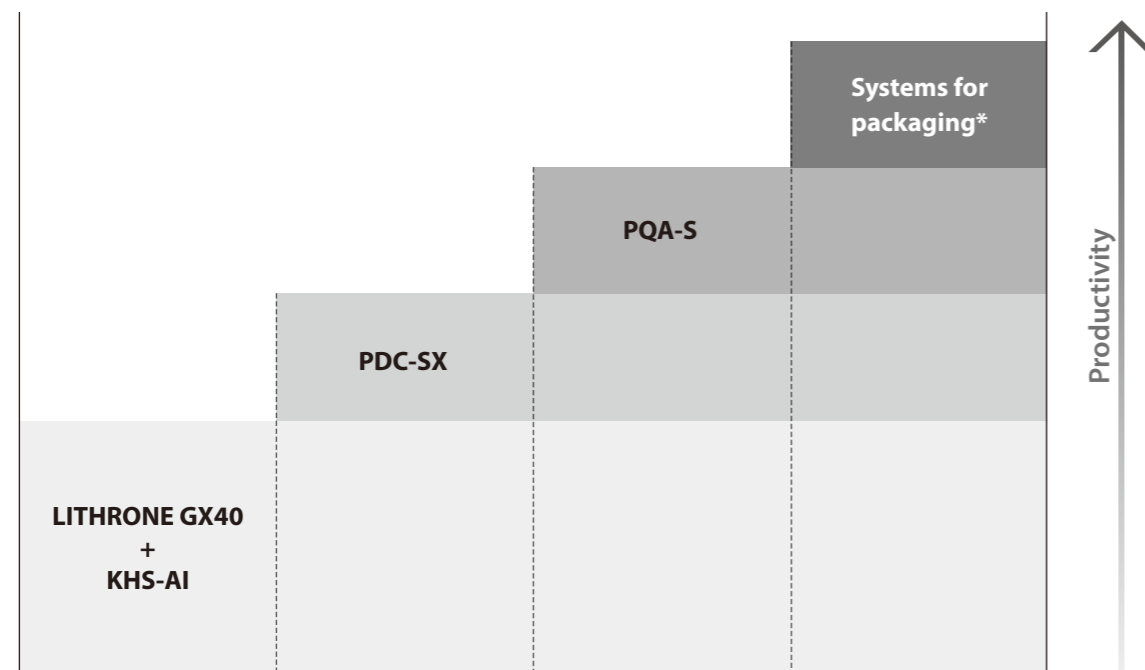 Systems for
packaging*
PQA-S
PDC-SX
LITHRONE GX40
+
KHS-AI
Productivity